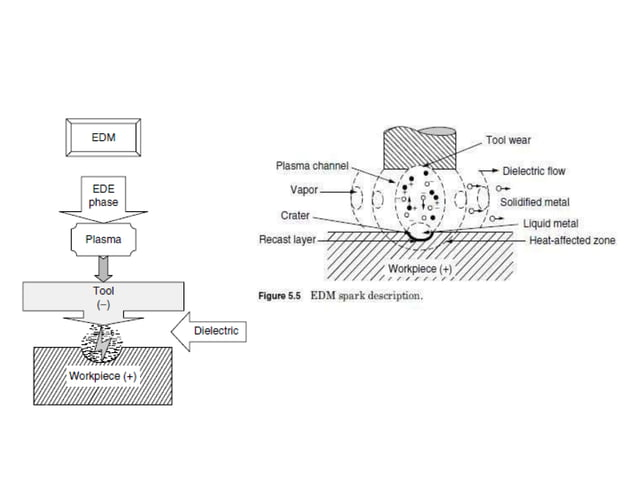 EDM
EDE
phase
Plasma
Tool
(–)
Dielectric
Workpiece (+)
Tool wear
Plasma channel
Dielectric flow
Vapor
Solidified metal
Crater
Liquid metal
Recast layer
Heat-affected zone
Workpiece (+)
Figure 5.5 EDM spark description.